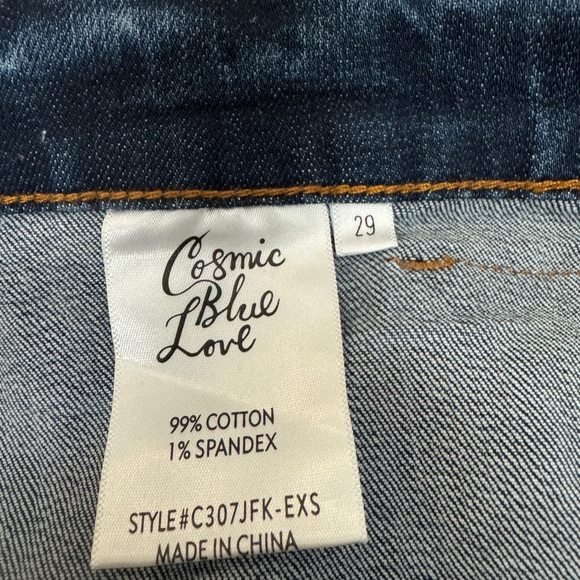 Cosmic
Blue
Love
29
99% COTTON
1% SPANDEX
STYLE#C307JFK-EXS
MADE IN CHINA